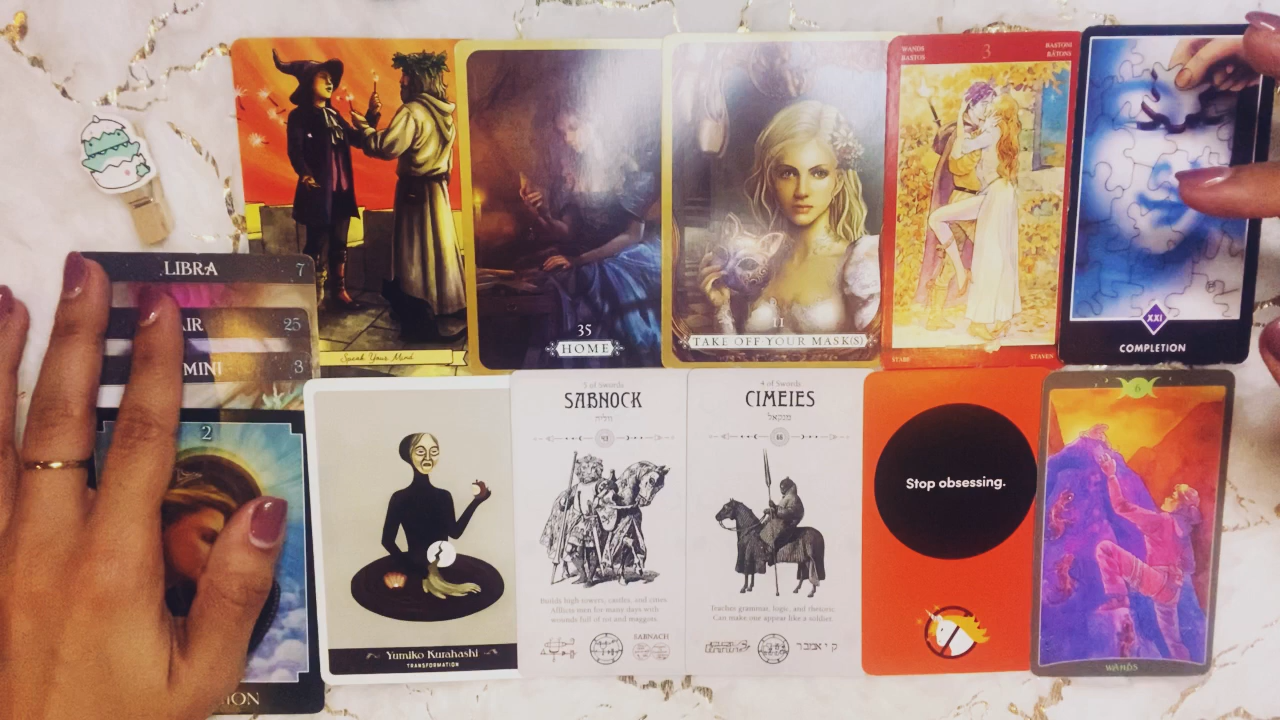 Speak Your Mind
35
HOME
11
TAKE OFF YOUR MASK(S)
WANDS
BASTOS
3
BASTONI
BÂTONS
STÄBE
STAVEN
XXI
COMPLETION
LIBRA 7
AIR 25
MINI 3
2
ION
Yumiko Kurahashi
TRANSFORMATION
3 of Swords
SABNOCK
Builds high towers, castles, and cities
Afflicts men for many days with
wounds full of rot and maggots.
SABNACH
4 of Swords
CIMEIES
Teaches grammar, logic, and rhetoric
Can make one appear like a soldier
Stop obsessing.
6
WANDS